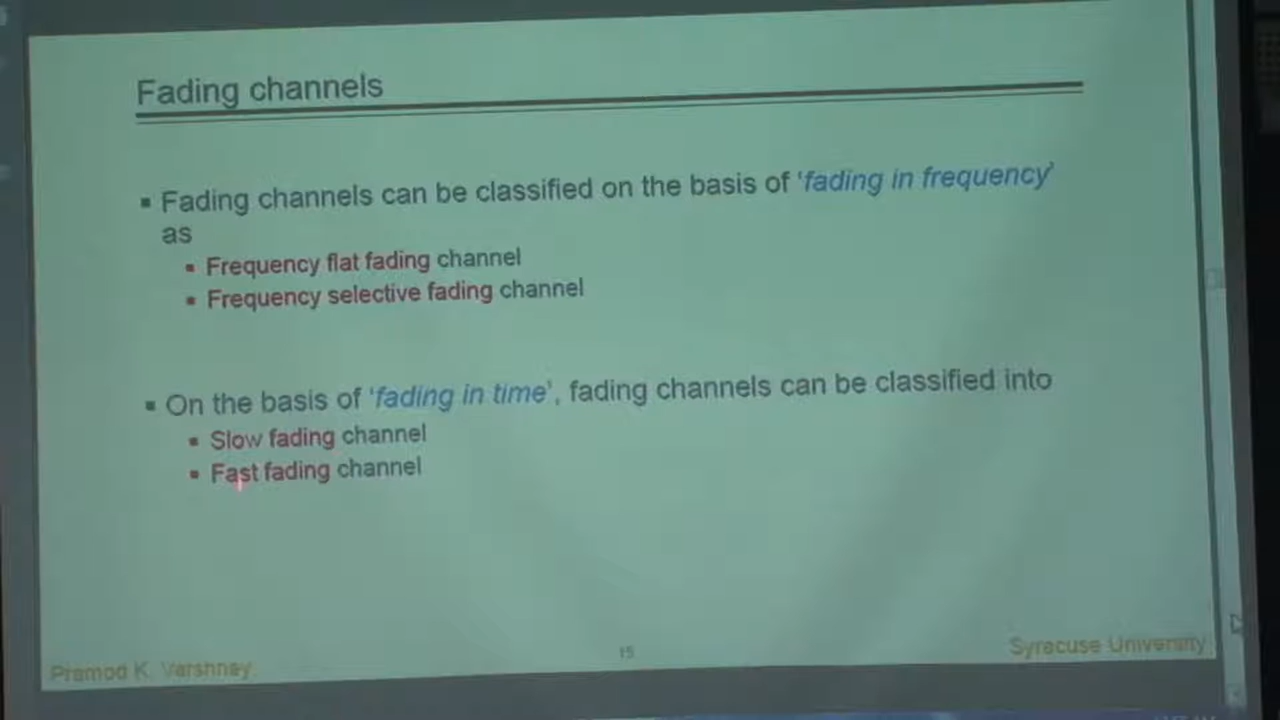 Fading channels
▪ Fading channels can be classified on the basis of ‘fading in frequency’
as
▪ Frequency flat fading channel
▪ Frequency selective fading channel
▪ On the basis of ‘fading in time’, fading channels can be classified into
▪ Slow fading channel
▪ Fast fading channel
Pramod K. Varshney
15
Syracuse University